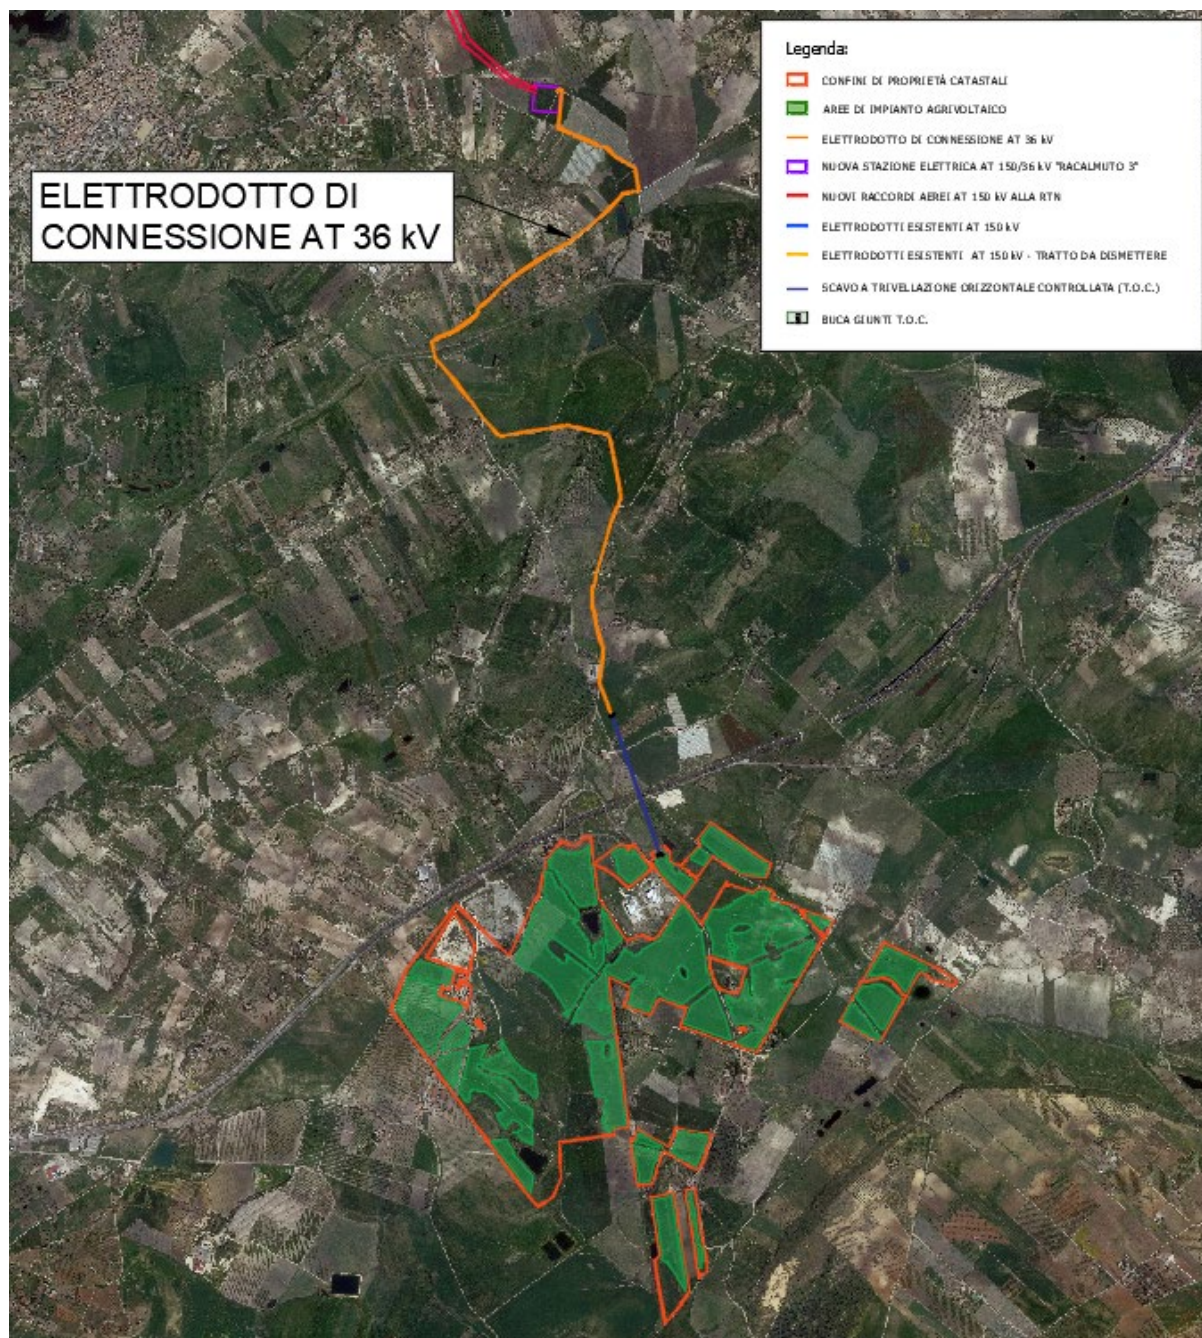 ELETTRODOTTO DI
CONNESSIONE AT 36 kV
Legenda:
CONFINI DI PROPRIETÀ CATASTALI
AREE DI IMPIANTO AGRIVOLTAICO
ELETTRODOTTO DI CONNESSIONE AT 36 kV
NUOVA STAZIONE ELETTRICA AT 150/36 kV "RACALMUTO 3"
NUOVI RACCORDI AEREI AT 150 kV ALLA RTN
ELETTRODOTTI ESISTENTI AT 150 kV
ELETTRODOTTI ESISTENTI AT 150 kV - TRATTO DA DISMETTERE
SCAVO A TRIVELLAZIONE ORIZZONTALE CONTROLLATA (T.O.C.)
BUCA GIUNTI T.O.C.